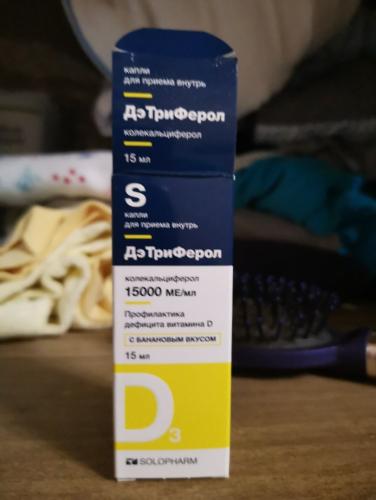 капли
для приема внутрь
ДэТриФерол
колекальциферол
15 мл
S
капли
для приема внутрь
ДэТриФерол
колекальциферол
15000 МЕ/мл
Профилактика
дефицита витамина D
С БАНАНОВЫМ ВКУСОМ
15 мл
D3
SOLOPHARM